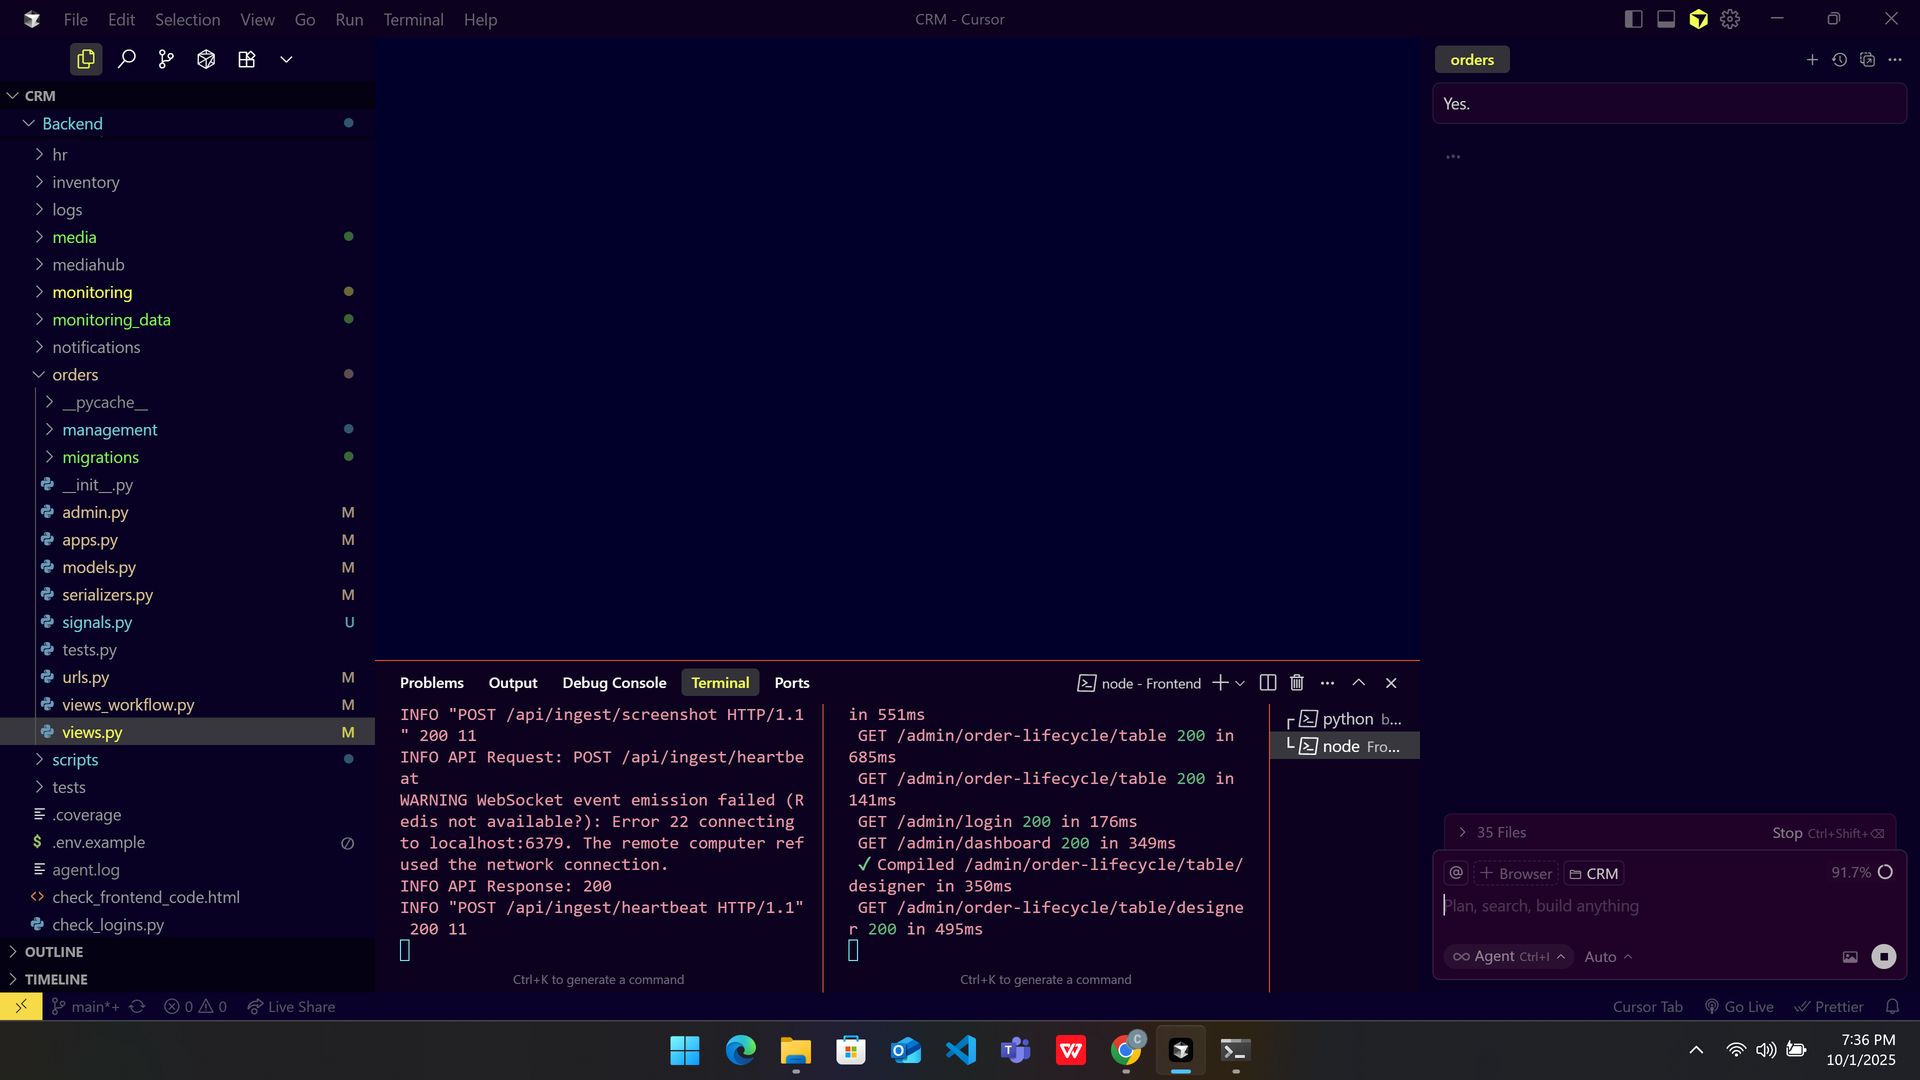 File Edit Selection View Go Run Terminal Help
CRM - Cursor
CRM
Backend
hr
inventory
logs
media
mediahub
monitoring
monitoring_data
notifications
orders
__pycache__
management
migrations
__init__.py
admin.py M
apps.py M
models.py M
serializers.py M
signals.py U
tests.py
urls.py M
views_workflow.py M
views.py M
scripts
tests
.coverage
.env.example
agent.log
check_frontend_code.html
check_logins.py
OUTLINE
TIMELINE
Problems Output Debug Console Terminal Ports
node - Frontend
INFO "POST /api/ingest/screenshot HTTP/1.1
" 200 11
INFO API Request: POST /api/ingest/heartbe
at
WARNING WebSocket event emission failed (R
edis not available?): Error 22 connecting
to localhost:6379. The remote computer ref
used the network connection.
INFO API Response: 200
INFO "POST /api/ingest/heartbeat HTTP/1.1"
200 11
Ctrl+K to generate a command
in 551ms
GET /admin/order-lifecycle/table 200 in
685ms
GET /admin/order-lifecycle/table 200 in
141ms
GET /admin/login 200 in 176ms
GET /admin/dashboard 200 in 349ms
✓ Compiled /admin/order-lifecycle/table/
designer in 350ms
GET /admin/order-lifecycle/table/designe
r 200 in 495ms
Ctrl+K to generate a command
python b...
node Fro...
orders
Yes.
35 Files Stop Ctrl+Shift+⌫
@ + Browser CRM 91.7%
Plan, search, build anything
∞ Agent Ctrl+I Auto
main*+ 0 0 Live Share
Cursor Tab Go Live Prettier
C
7:36 PM
10/1/2025